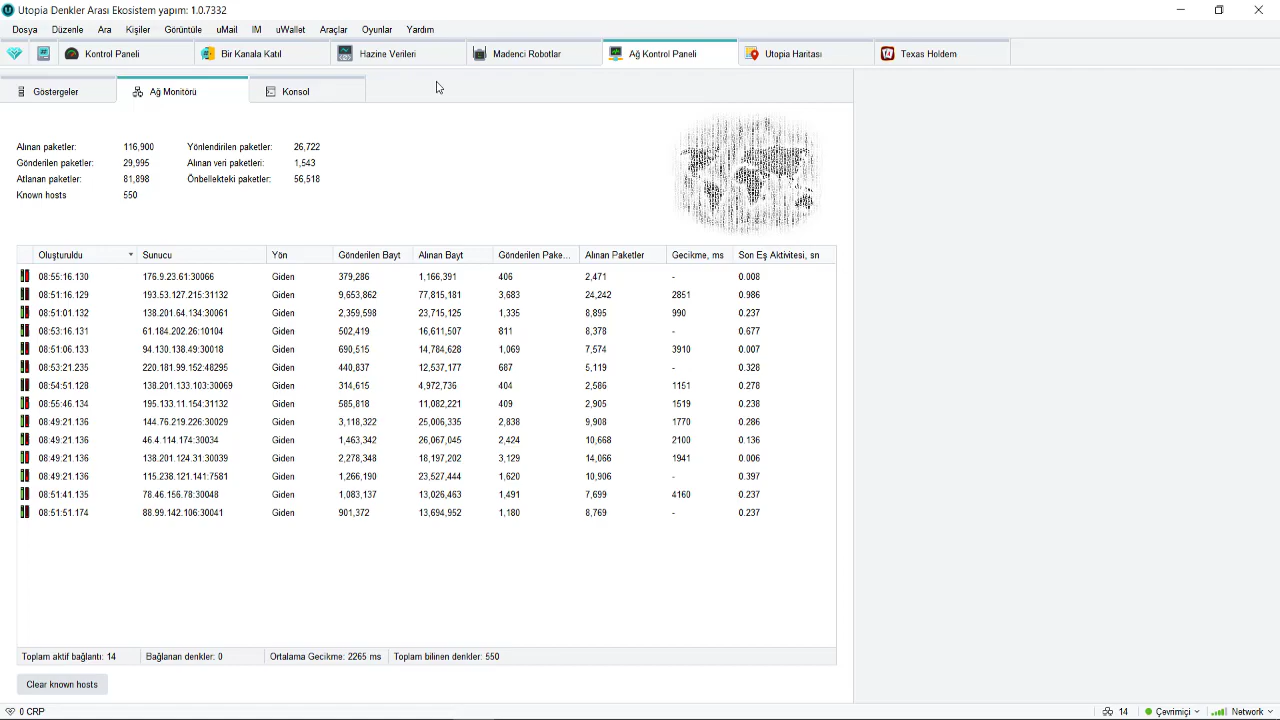 Utopia Denkler Arası Ekosistem yapım: 1.0.7332
Dosya Düzenle Ara Kişiler Görüntüle uMail IM uWallet Araçlar Oyunlar Yardım
Kontrol Paneli Bir Kanala Katıl Hazine Verileri Madenci Robotlar Ağ Kontrol Paneli Utopia Haritası Texas Holdem
Göstergeler Ağ Monitörü Konsol
Alınan paketler: 116,900 Yönlendirilen paketler: 26,722
Gönderilen paketler: 29,995 Alınan veri paketleri: 1,543
Atlanan paketler: 81,898 Önbellekteki paketler: 56,518
Known hosts 550
Oluşturuldu Sunucu Yön Gönderilen Bayt Alınan Bayt Gönderilen Pake... Alınan Paketler Gecikme, ms Son Eş Aktivitesi, sn
08:55:16.130 176.9.23.61:30066 Giden 379,286 1,166,391 406 2,471 - 0.008
08:51:16.129 193.53.127.215:31132 Giden 9,653,862 77,815,181 3,683 24,242 2851 0.986
08:51:01.132 138.201.64.134:30061 Giden 2,359,598 23,715,125 1,335 8,895 990 0.237
08:53:16.131 61.184.202.26:10104 Giden 502,419 16,611,507 811 8,378 - 0.677
08:51:06.133 94.130.138.49:30018 Giden 690,515 14,784,628 1,069 7,574 3910 0.007
08:53:21.235 220.181.99.152:48295 Giden 440,837 12,537,177 687 5,119 - 0.328
08:54:51.128 138.201.133.103:30069 Giden 314,615 4,972,736 404 2,586 1151 0.278
08:55:46.134 195.133.11.154:31132 Giden 585,818 11,082,221 409 2,905 1519 0.238
08:49:21.136 144.76.219.226:30029 Giden 3,118,322 25,006,335 2,838 9,908 1770 0.286
08:49:21.136 46.4.114.174:30034 Giden 1,463,342 26,067,045 2,424 10,668 2100 0.136
08:49:21.136 138.201.124.31:30039 Giden 2,278,348 18,197,202 3,129 14,066 1941 0.006
08:49:21.136 115.238.121.141:7581 Giden 1,266,190 23,527,444 1,620 10,906 - 0.397
08:51:41.135 78.46.156.78:30048 Giden 1,083,137 13,026,463 1,491 7,699 4160 0.237
08:51:51.174 88.99.142.106:30041 Giden 901,372 13,694,952 1,180 8,769 - 0.237
Toplam aktif bağlantı: 14 Bağlanan denkler: 0 Ortalama Gecikme: 2265 ms Toplam bilinen denkler: 550
Clear known hosts
0 CRP 14 Çevrimiçi Network